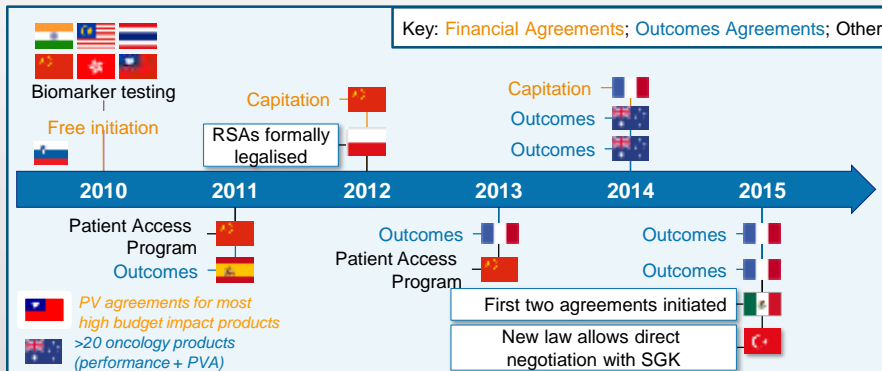 Key: Financial Agreements; Outcomes Agreements; Other
Biomarker testing
Free initiation
Capitation
RSAs formally
legalised
Capitation
Outcomes
Outcomes
2010
2011
2012
2013
2014
2015
Patient Access
Program
Outcomes
Outcomes
Patient Access
Program
Outcomes
Outcomes
First two agreements initiated
New law allows direct
negotiation with SGK
PV agreements for most
high budget impact products
>20 oncology products
(performance + PVA)